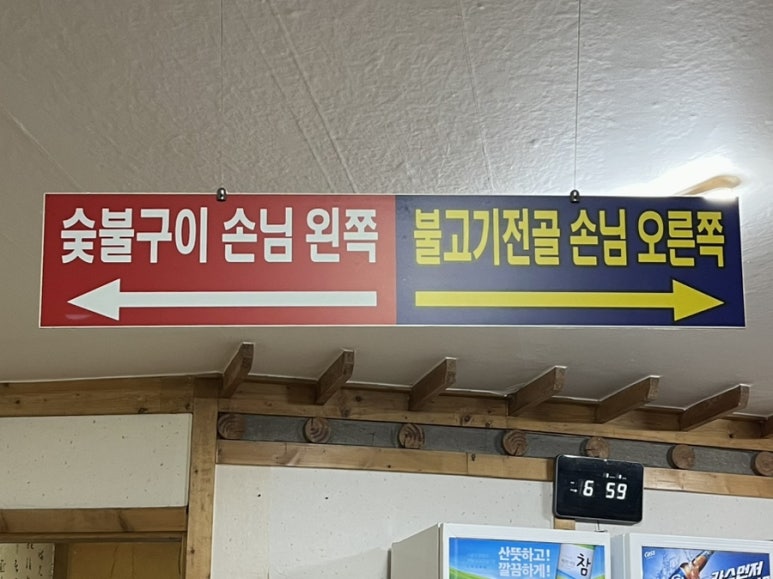 숯불구이 손님 왼쪽
불고기전골 손님 오른쪽
6 59
산뜻하고!
깔끔하게!
참
Cass